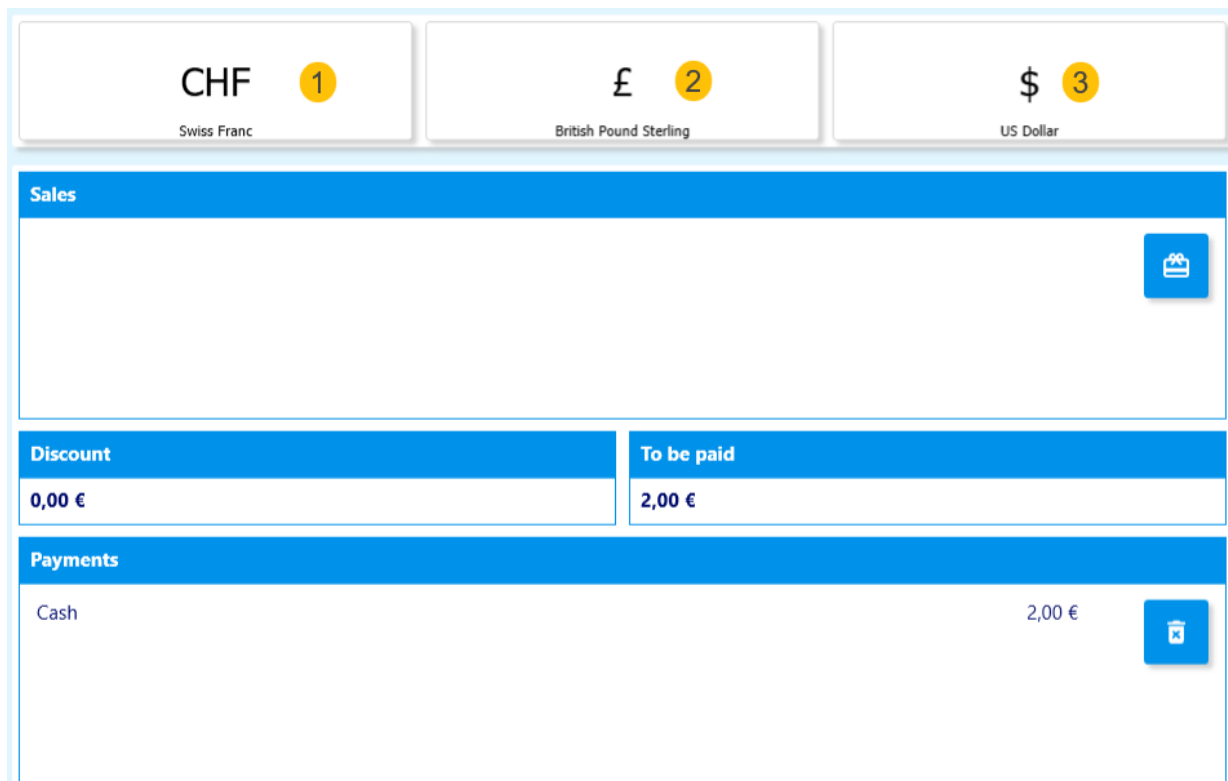 CHF 1
Swiss Franc
£ 2
British Pound Sterling
$ 3
US Dollar
Sales
Discount
0,00 €
To be paid
2,00 €
Payments
Cash 2,00 €